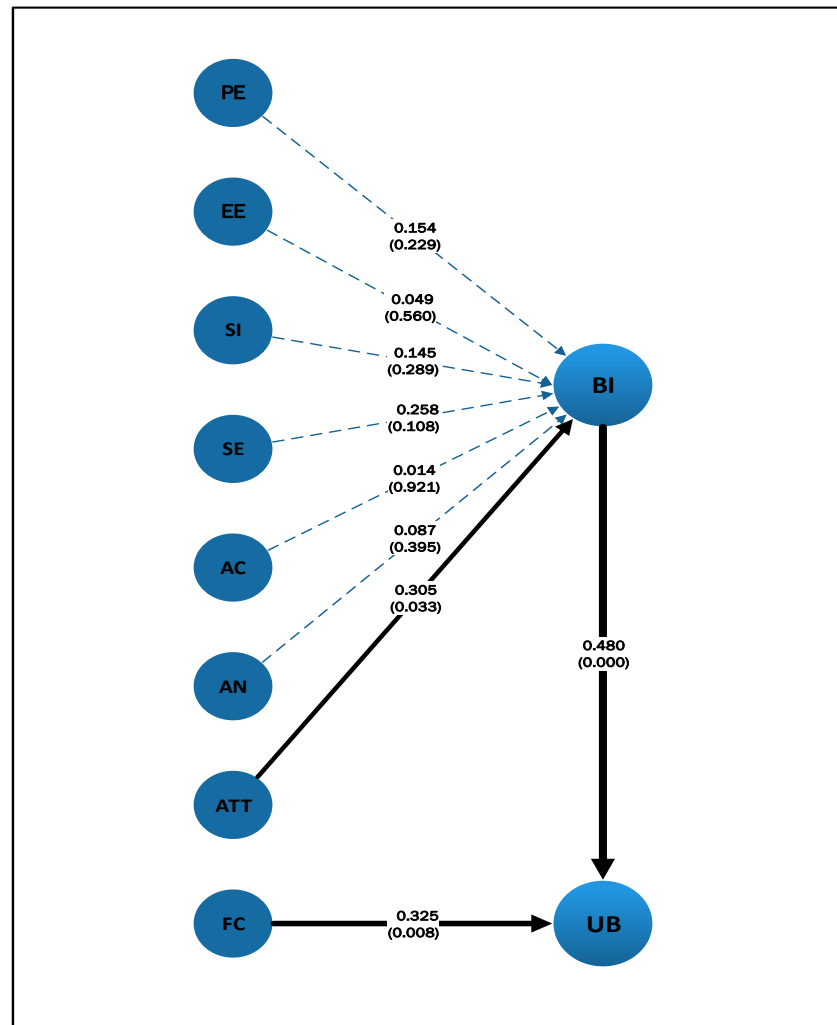 PE
0.154
(0.229)
EE
0.049
(0.560)
SI
0.145
(0.289)
BI
SE
0.258
(0.108)
AC
0.014
(0.921)
AN
0.087
(0.395)
0.305
(0.033)
0.480
(0.000)
ATT
FC
0.325
(0.008)
UB